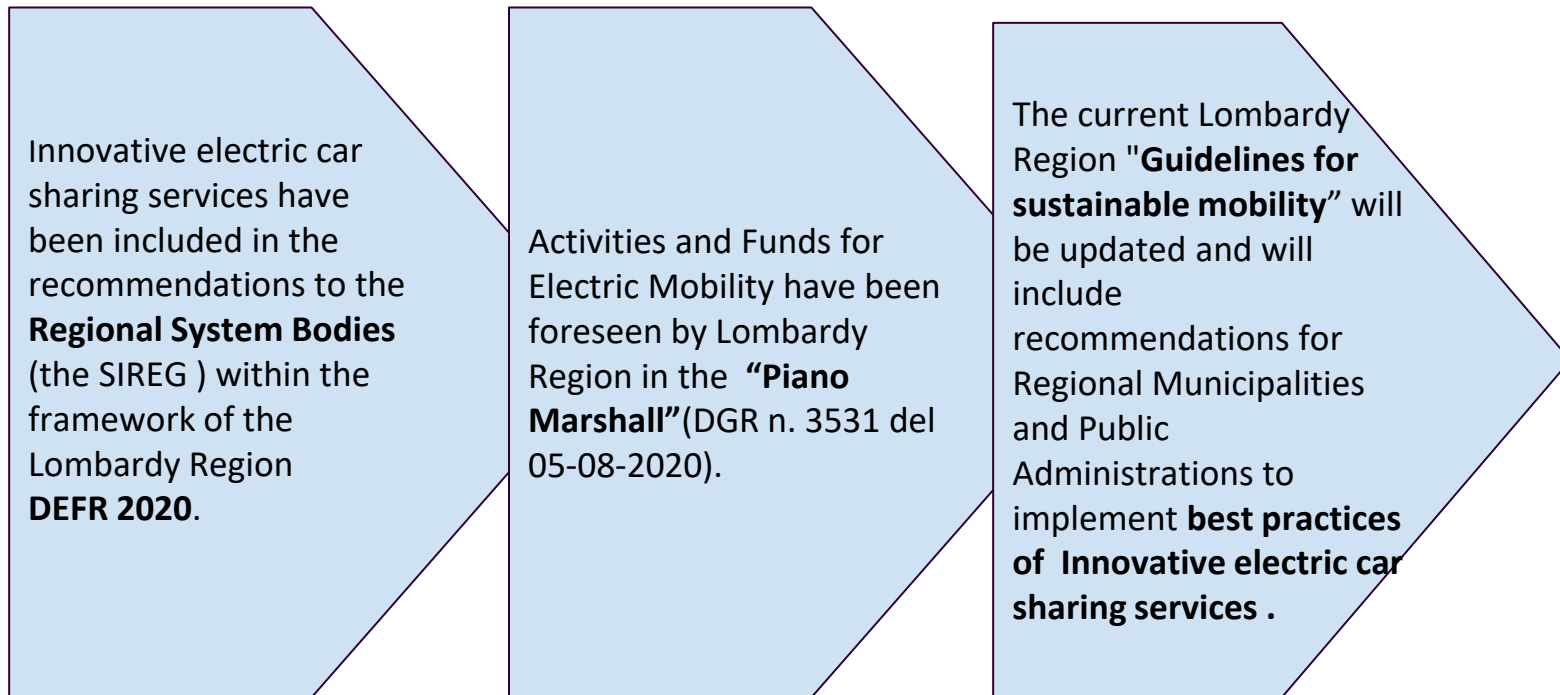 Innovative electric car
sharing services have
been included in the
recommendations to the
Regional System Bodies
(the SIREG ) within the
framework of the
Lombardy Region
DEFR 2020.
Activities and Funds for
Electric Mobility have been
foreseen by Lombardy
Region in the “Piano
Marshall”(DGR n. 3531 del
05-08-2020).
The current Lombardy
Region "Guidelines for
sustainable mobility” will
be updated and will
include
recommendations for
Regional Municipalities
and Public
Administrations to
implement best practices
of Innovative electric car
sharing services .